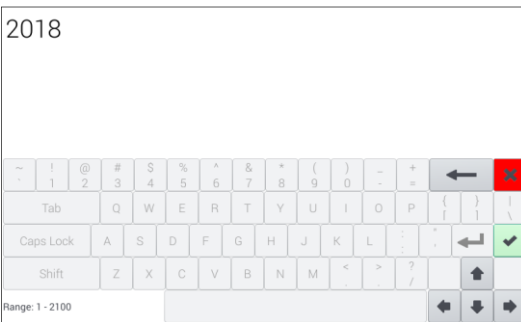 2018
~ ! @ # $ % ^ & * ( ) _ +
` 1 2 3 4 5 6 7 8 9 0 - =
Tab Q W E R T Y U I O P { } |
[ ] \
Caps Lock A S D F G H J K L : "
; '
Shift Z X C V B N M < > ?
, . /
Range: 1 - 2100